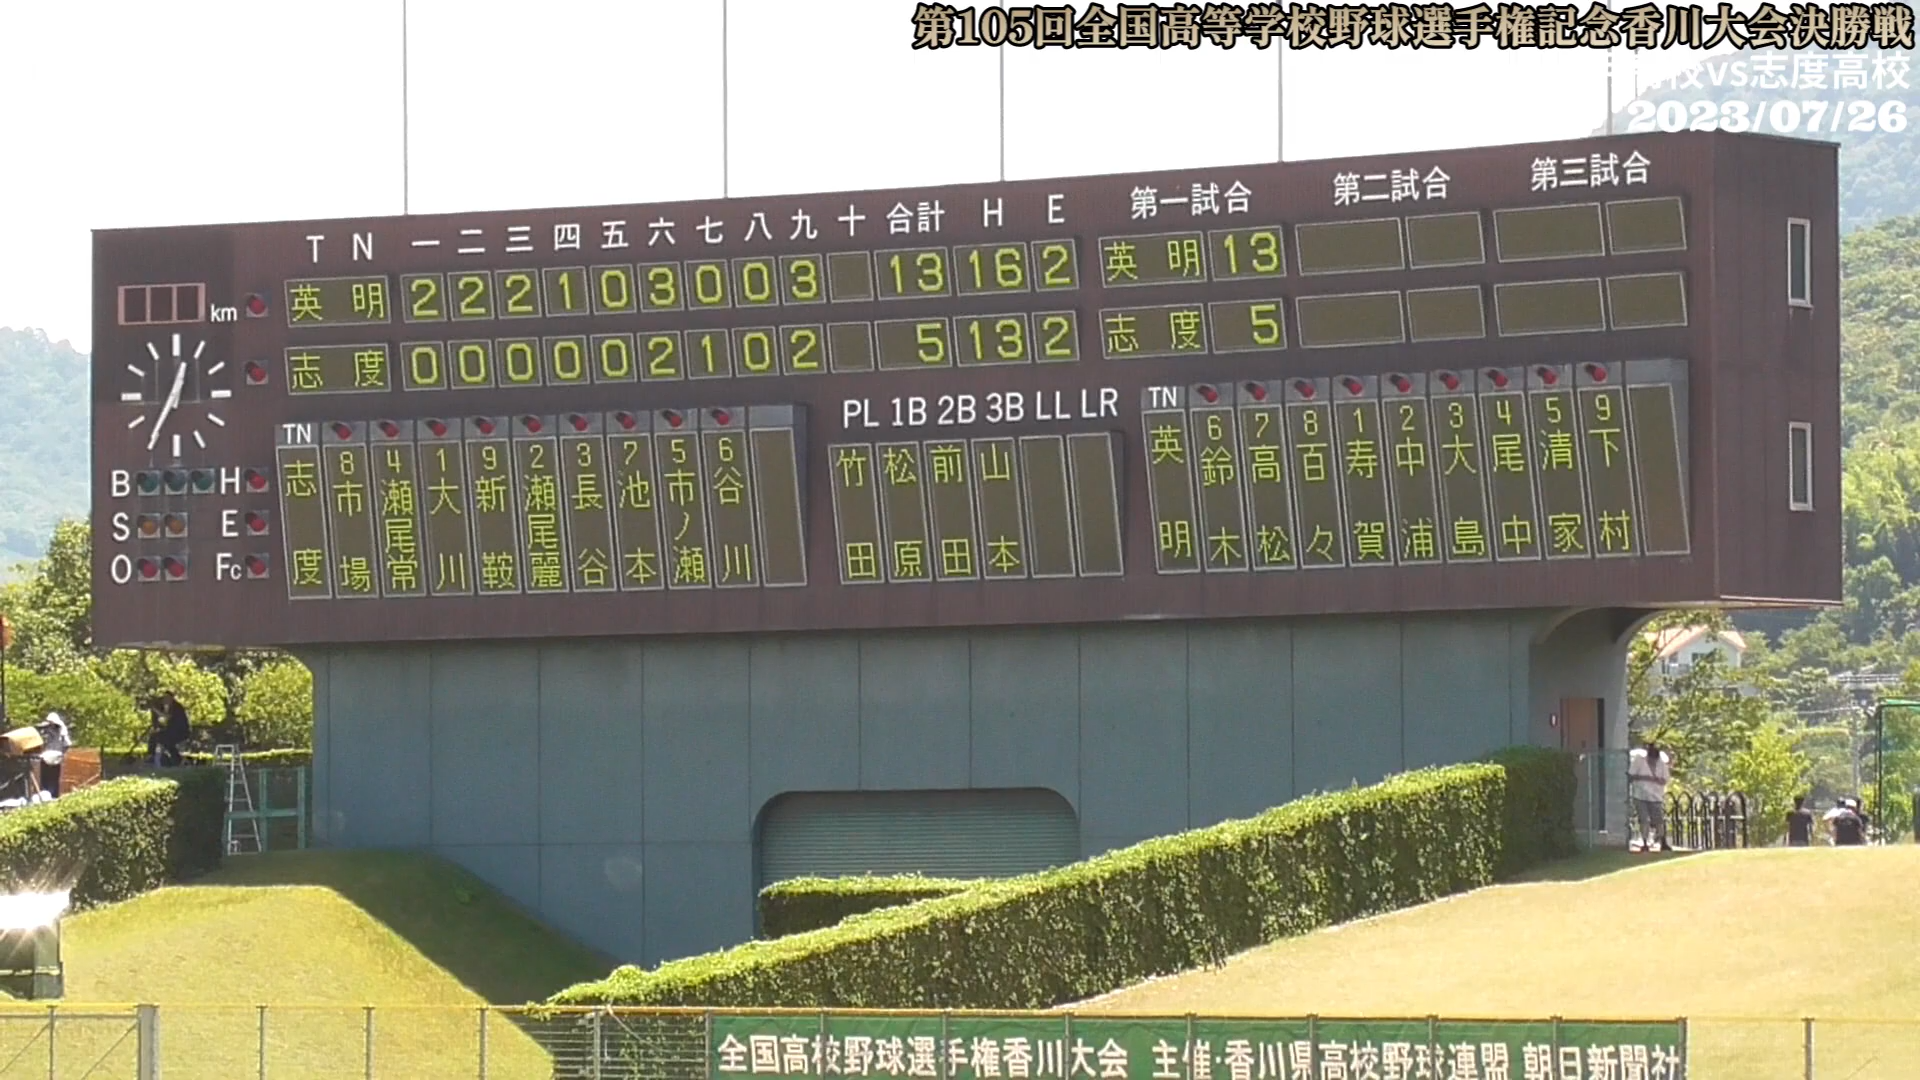 第105回全国高等学校野球選手権記念香川大会決勝戦
校vs志度高校
2023/07/26
T N 一 二 三 四 五 六 七 八 九 十 合計 H E 第一試合 第二試合 第三試合
英明 2 2 2 1 0 3 0 0 3 13 16 2 英明 13
志度 0 0 0 0 0 2 1 0 2 5 13 2 志度 5
km
B H
S E
O Fc
TN
志度
8 市場
4 瀬尾常
1 大川
9 新鞍
2 瀬尾麗
3 長谷
7 池本
5 市ノ瀬
6 谷川
PL 1B 2B 3B LL LR
竹田
松原
前田
山本
TN
英明
6 鈴木
7 高松
8 百々
1 寿賀
2 中浦
3 大島
4 尾中
5 清家
9 下村
全国高校野球選手権香川大会 主催・香川県高校野球連盟 朝日新聞社